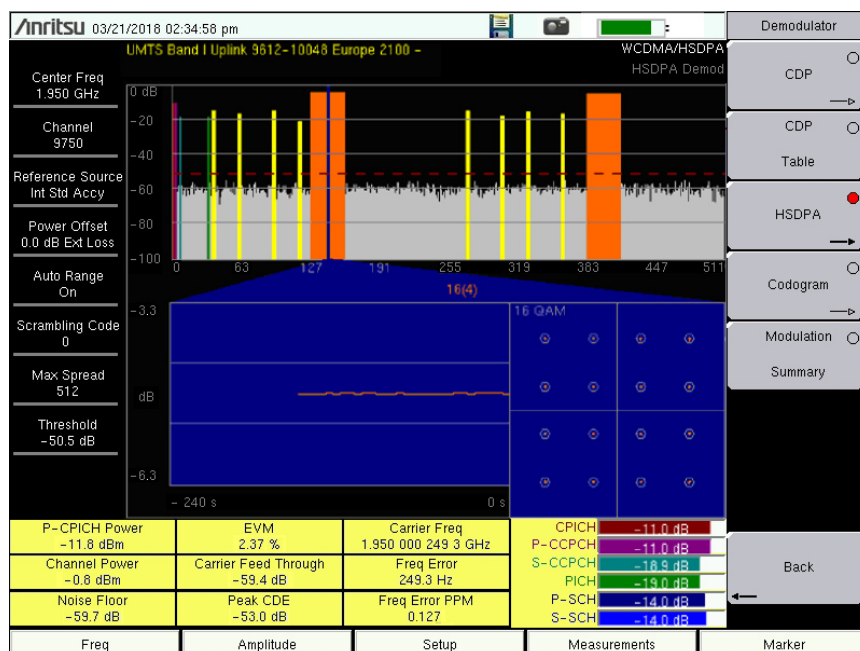 Anritsu 03/21/2018 02:34:58 pm
UMTS Band I Uplink 9612-10048 Europe 2100 -
WCDMA/HSDPA
HSDPA Demod
Center Freq
1.950 GHz
Channel
9750
Reference Source
Int Std Accy
Power Offset
0.0 dB Ext Loss
Auto Range
On
Scrambling Code
0
Max Spread
512
Threshold
-50.5 dB
0 dB
-20
-40
-60
-80
-100
0 63 127 191 255 319 383 447 511
16(4)
-3.3
dB
-6.3
-240 s 0 s
16 QAM
P-CPICH Power
-11.8 dBm
Channel Power
-0.8 dBm
Noise Floor
-59.7 dB
EVM
2.37 %
Carrier Feed Through
-59.4 dB
Peak CDE
-53.0 dB
Carrier Freq
1.950 000 249 3 GHz
Freq Error
249.3 Hz
Freq Error PPM
0.127
CPICH -11.0 dB
P-CCPCH -11.0 dB
S-CCPCH -18.9 dB
PICH -19.0 dB
P-SCH -14.0 dB
S-SCH -14.0 dB
Demodulator
CDP
CDP
Table
HSDPA
Codogram
Modulation
Summary
Back
Freq Amplitude Setup Measurements Marker